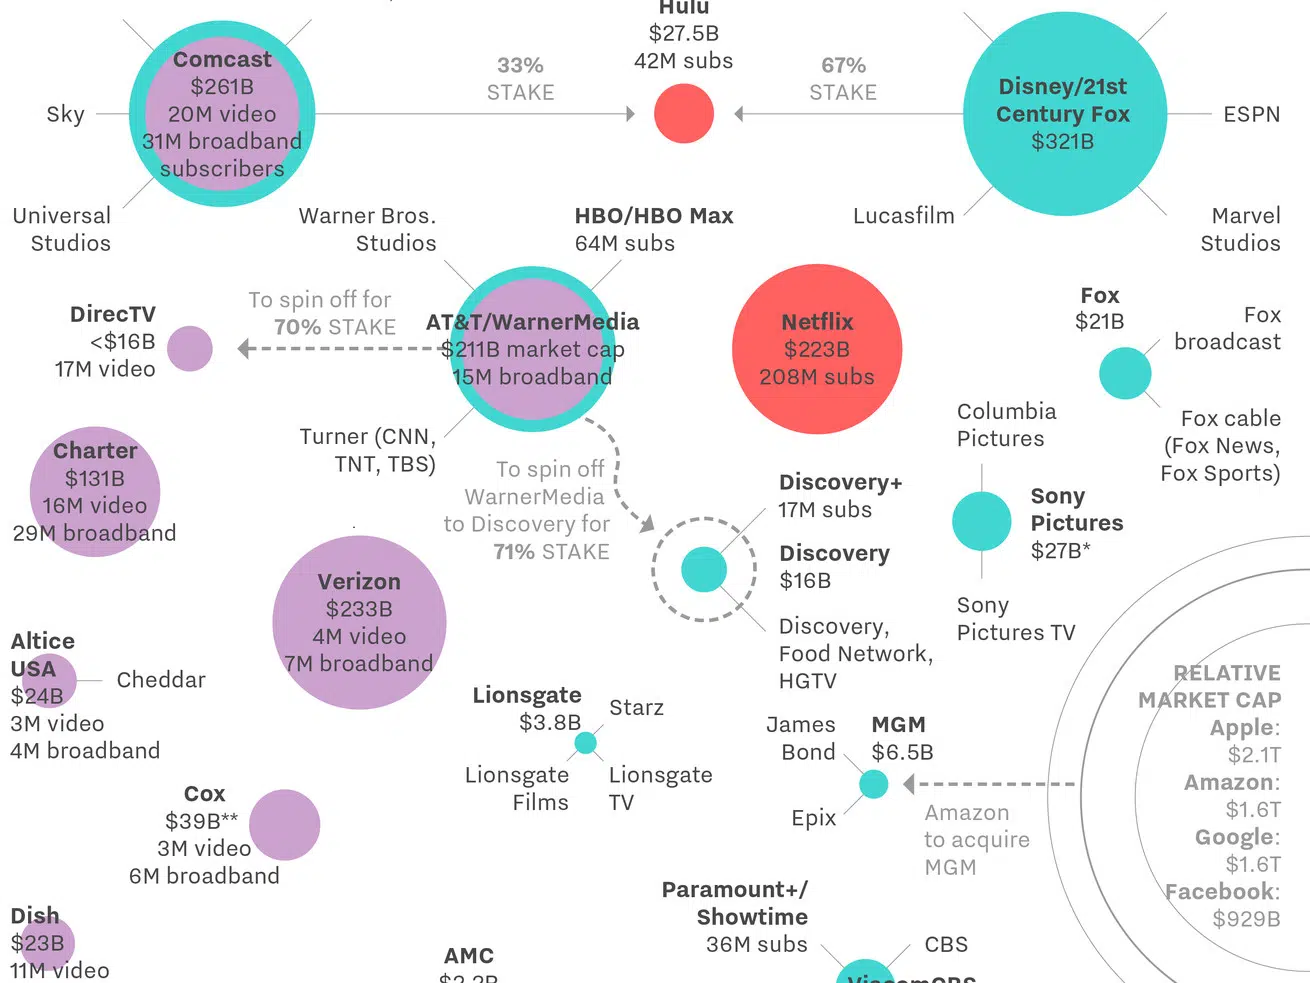 Hulu
$27.5B
42M subs
33%
STAKE
67%
STAKE
Comcast
$261B
20M video
31M broadband
subscribers
Sky
Universal
Studios
Disney/21st
Century Fox
$321B
ESPN
Lucasfilm
Marvel
Studios
Warner Bros.
Studios
HBO/HBO Max
64M subs
DirecTV
<$16B
17M video
To spin off for
70% STAKE
AT&T/WarnerMedia
$211B market cap
15M broadband
Netflix
$223B
208M subs
Fox
$21B
Fox
broadcast
Fox cable
(Fox News,
Fox Sports)
Turner (CNN,
TNT, TBS)
Charter
$131B
16M video
29M broadband
To spin off
WarnerMedia
to Discovery for
71% STAKE
Columbia
Pictures
Sony
Pictures
$27B*
Sony
Pictures TV
Discovery+
17M subs
Discovery
$16B
Discovery,
Food Network,
HGTV
Verizon
$233B
4M video
7M broadband
Altice
USA
$24B
3M video
4M broadband
Cheddar
Lionsgate
$3.8B
Starz
Lionsgate
Films
Lionsgate
TV
James
Bond
MGM
$6.5B
Epix
Amazon
to acquire
MGM
RELATIVE
MARKET CAP
Apple:
$2.1T
Amazon:
$1.6T
Google:
$1.6T
Facebook:
$929B
Cox
$39B**
3M video
6M broadband
Dish
$23B
11M video
AMC
Paramount+/
Showtime
36M subs
CBS
ViacomCBS